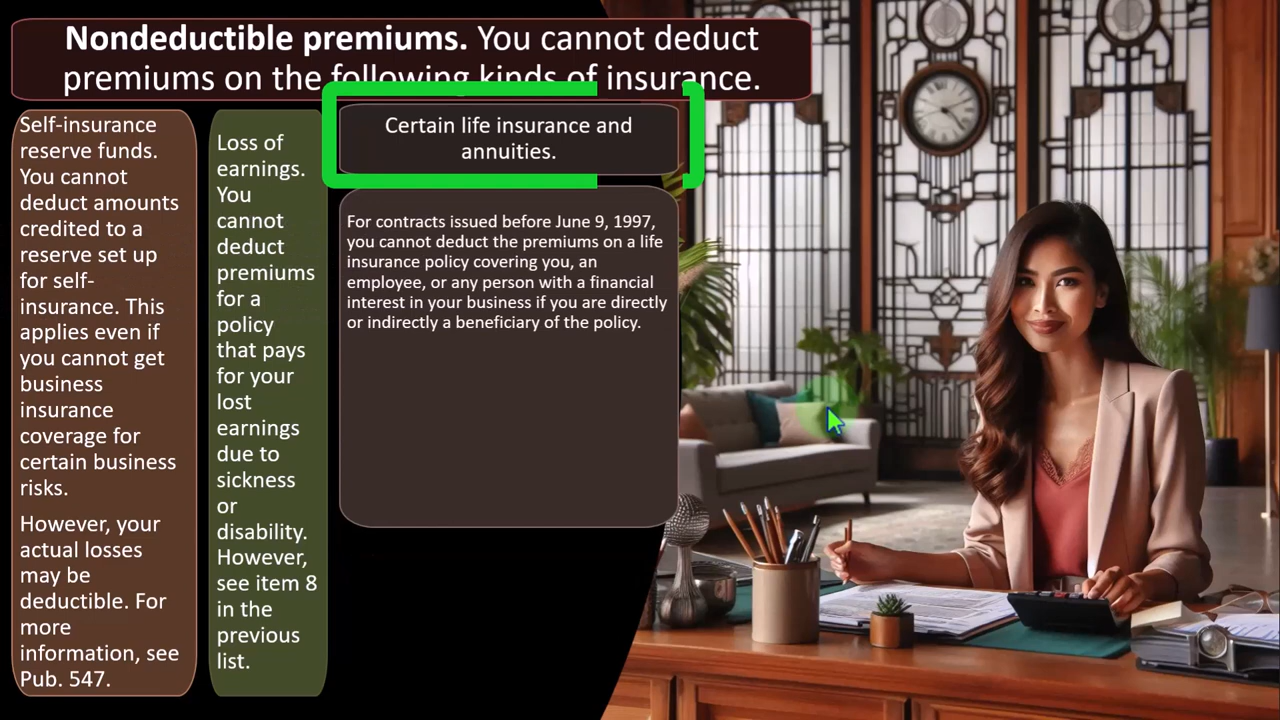 Nondeductible premiums. You cannot deduct
premiums on the following kinds of insurance.
Self-insurance
reserve funds.
You cannot
deduct amounts
credited to a
reserve set up
for self-
insurance. This
applies even if
you cannot get
business
insurance
coverage for
certain business
risks.
However, your
actual losses
may be
deductible. For
more
information, see
Pub. 547.
Loss of
earnings.
You
cannot
deduct
premiums
for a
policy
that pays
for your
lost
earnings
due to
sickness
or
disability.
However,
see item 8
in the
previous
list.
Certain life insurance and
annuities.
For contracts issued before June 9, 1997,
you cannot deduct the premiums on a life
insurance policy covering you, an
employee, or any person with a financial
interest in your business if you are directly
or indirectly a beneficiary of the policy.